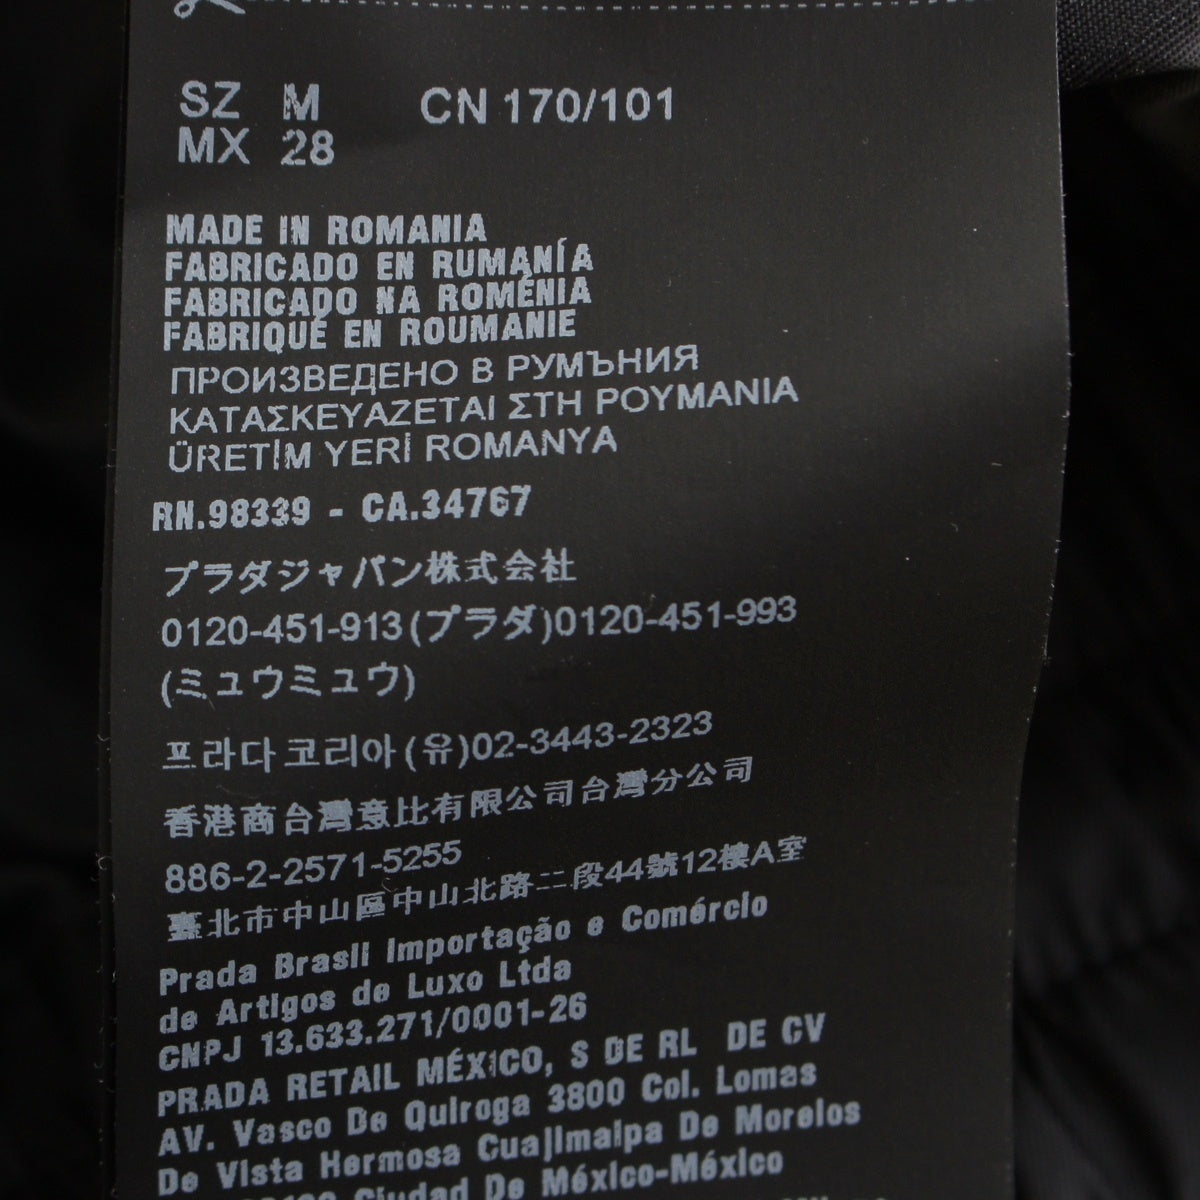 SZ M CN 170/101
MX 28
MADE IN ROMANIA
FABRICADO EN RUMANÍA
FABRICADO NA ROMÉNIA
FABRIQUÉ EN ROUMANIE
ПРОИЗВЕДЕНО В РУМЪНИЯ
ΚΑΤΑΣΚΕΥΑΖΕΤΑΙ ΣΤΗ ΡΟΥΜΑΝΙΑ
ÜRETİM YERİ ROMANYA
RN.98339 - CA.34767
プラダジャパン株式会社
0120-451-913(プラダ)0120-451-993
(ミュウミュウ)
프라다코리아(유)02-3443-2323
香港商台灣意比有限公司台灣分公司
886-2-2571-5255
臺北市中山區中山北路二段44號12樓A室
Prada Brasil Importação e Comércio
de Artigos de Luxo Ltda
CNPJ 13.633.271/0001-26
PRADA RETAIL MÉXICO, S DE RL DE CV
AV. Vasco De Quiroga 3800 Col. Lomas
De Vista Hermosa Cuajimalpa De Morelos
Ciudad De México-México